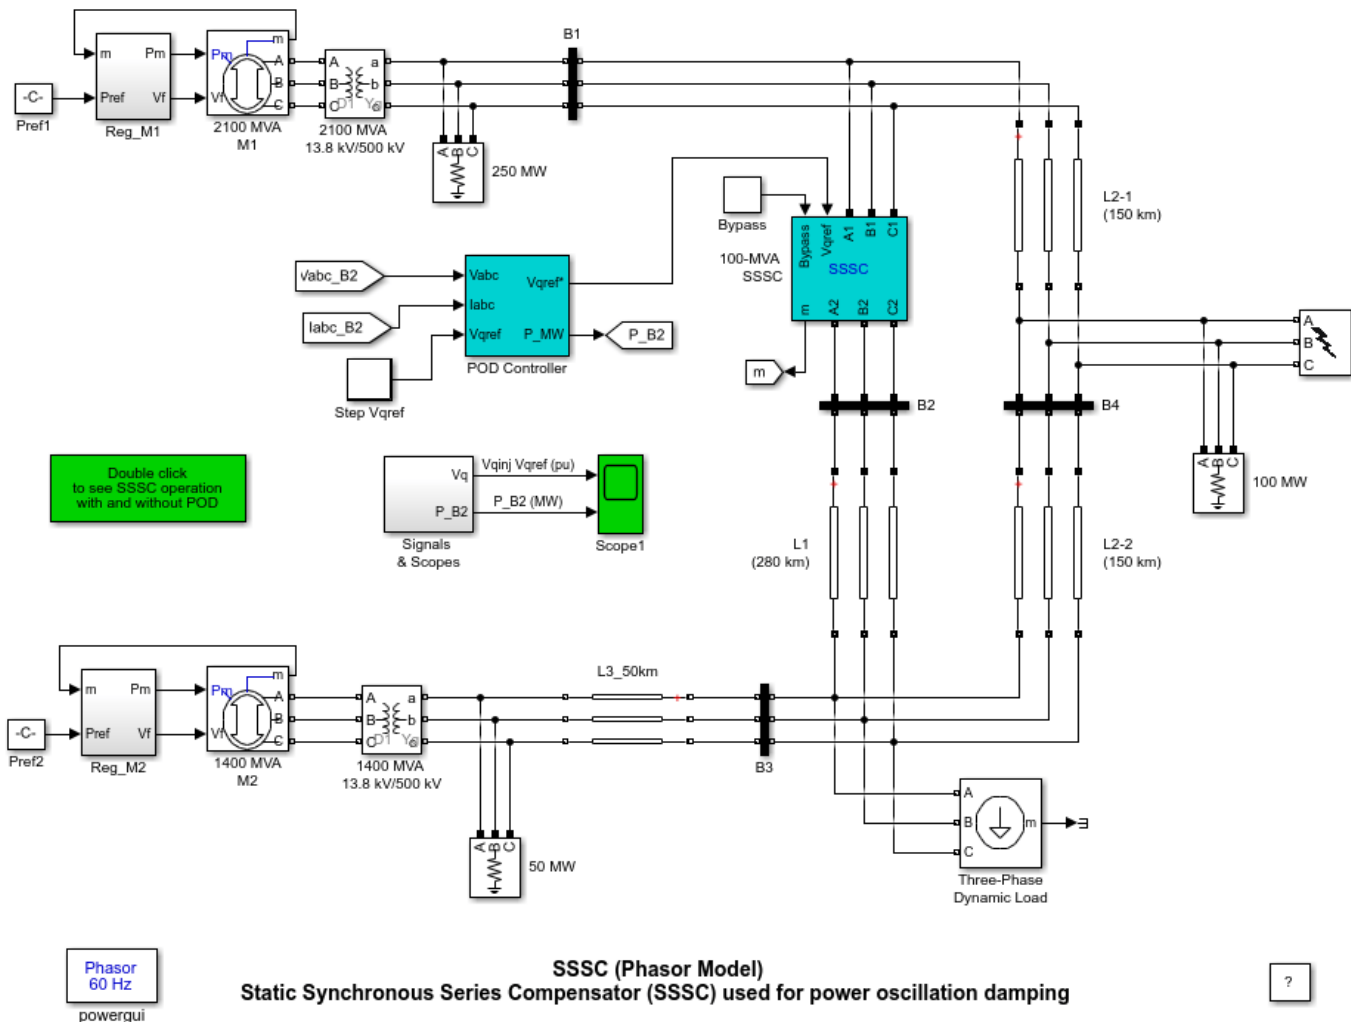 B1
m
Pm
Pref
Vf
-C-
Pref1
Reg_M1
Pm
m
A
B
C
Vf
2100 MVA
M1
A
B
C
a
b
c
D1
Yg
2100 MVA
13.8 kV/500 kV
A
B
C
250 MW
Bypass
100-MVA
SSSC
Bypass
Vqref
A1
B1
C1
SSSC
m
A2
B2
C2
L2-1
(150 km)
Vabc_B2
Iabc_B2
Vabc
Iabc
Vqref
Vqref*
P_MW
POD Controller
P_B2
Step Vqref
m
A
B
C
B2
B4
A
B
C
100 MW
Double click
to see SSSC operation
with and without POD
Vq
P_B2
Vqinj Vqref (pu)
P_B2 (MW)
Signals
& Scopes
Scope1
L1
(280 km)
L2-2
(150 km)
m
Pm
Pref
Vf
-C-
Pref2
Reg_M2
Pm
m
A
B
C
Vf
1400 MVA
M2
A
B
C
a
b
c
D1
Yg
1400 MVA
13.8 kV/500 kV
L3_50km
B3
A
B
C
50 MW
A
B
C
m
Three-Phase
Dynamic Load
Phasor
60 Hz
powergui
SSSC (Phasor Model)
Static Synchronous Series Compensator (SSSC) used for power oscillation damping
?